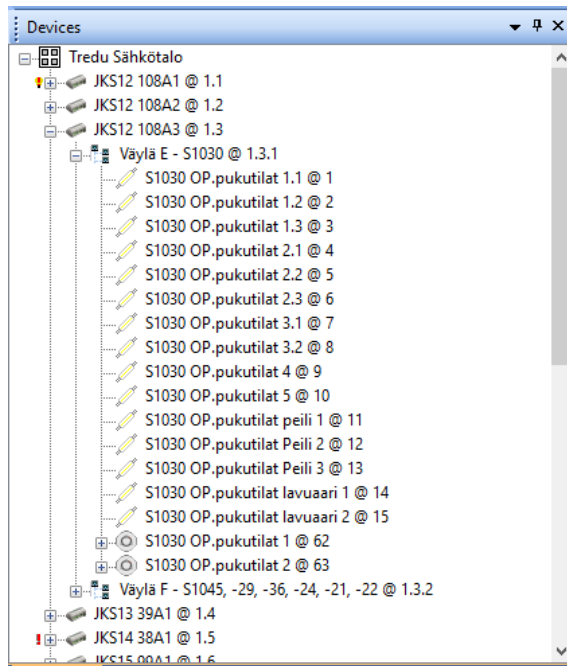 Devices
Tredu Sähkötalo
JKS12 108A1 @ 1.1
JKS12 108A2 @ 1.2
JKS12 108A3 @ 1.3
Väylä E - S1030 @ 1.3.1
S1030 OP.pukutilat 1.1 @ 1
S1030 OP.pukutilat 1.2 @ 2
S1030 OP.pukutilat 1.3 @ 3
S1030 OP.pukutilat 2.1 @ 4
S1030 OP.pukutilat 2.2 @ 5
S1030 OP.pukutilat 2.3 @ 6
S1030 OP.pukutilat 3.1 @ 7
S1030 OP.pukutilat 3.2 @ 8
S1030 OP.pukutilat 4 @ 9
S1030 OP.pukutilat 5 @ 10
S1030 OP.pukutilat peili 1 @ 11
S1030 OP.pukutilat Peili 2 @ 12
S1030 OP.pukutilat Peili 3 @ 13
S1030 OP.pukutilat lavuaari 1 @ 14
S1030 OP.pukutilat lavuaari 2 @ 15
S1030 OP.pukutilat 1 @ 62
S1030 OP.pukutilat 2 @ 63
Väylä F - S1045, -29, -36, -24, -21, -22 @ 1.3.2
JKS13 39A1 @ 1.4
JKS14 38A1 @ 1.5
JKS15 99A1 @ 1.6